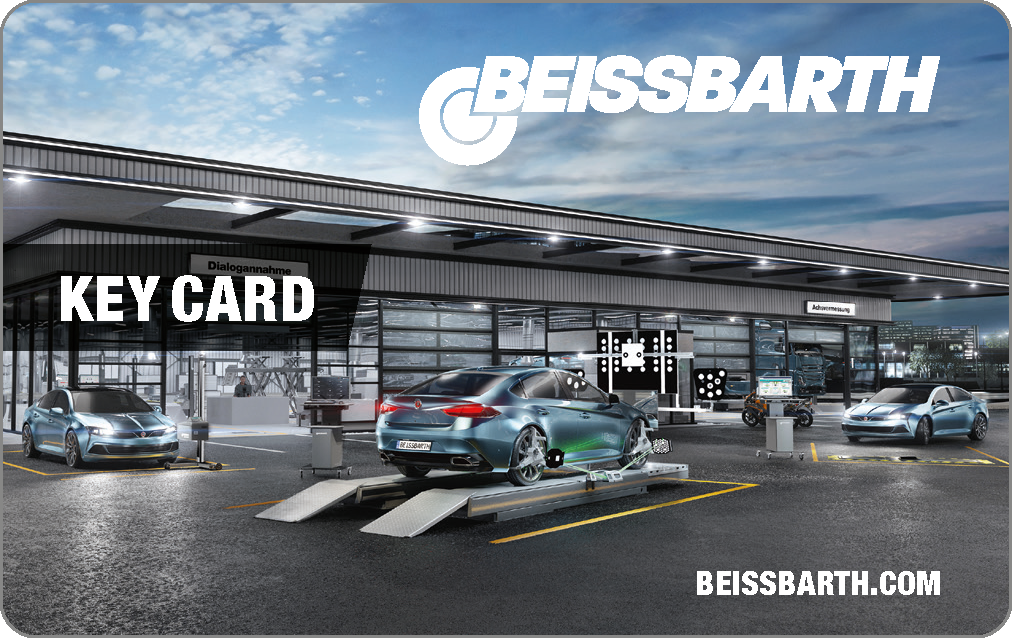 BEISSBARTH
Dialogannahme
KEY CARD
Achsvermessung
BEISSBARTH
BEISSBARTH.COM